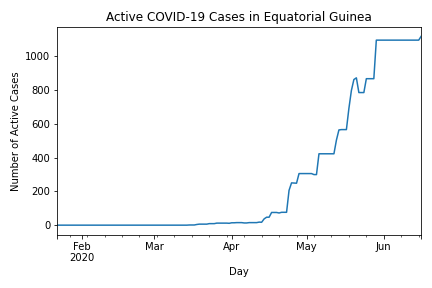 Active COVID-19 Cases in Equatorial Guinea
Number of Active Cases
1000
800
600
400
200
0
Feb
2020
Mar
Apr
May
Jun
Day